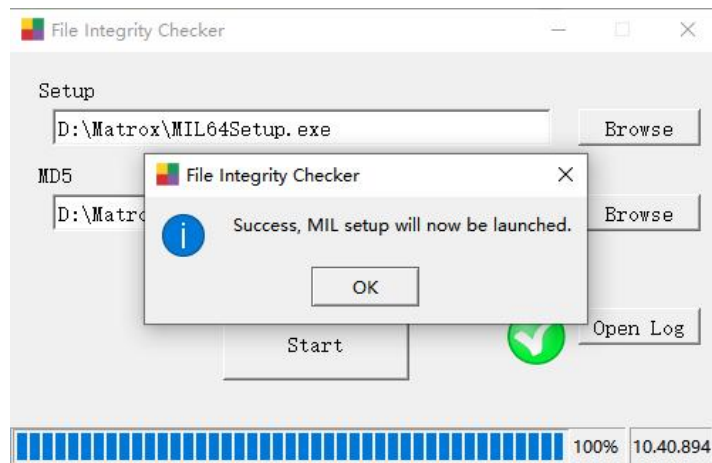 File Integrity Checker
Setup
D:\Matrox\MIL64Setup.exe
Browse
MD5
File Integrity Checker
D:\Matro
Browse
Success, MIL setup will now be launched.
OK
Open Log
Start
100%
10.40.894